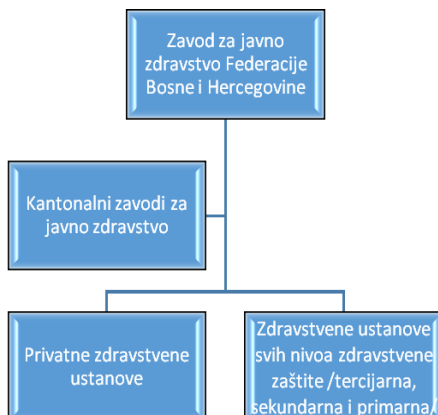 Zavod za javno
zdravstvo Federacije
Bosne i Hercegovine
Kantonalni zavodi za
javno zdravstvo
Privatne zdravstvene
ustanove
Zdravstvene ustanove
svih nivoa zdravstvene
zaštite /tercijarna,
sekundarna i primarna/